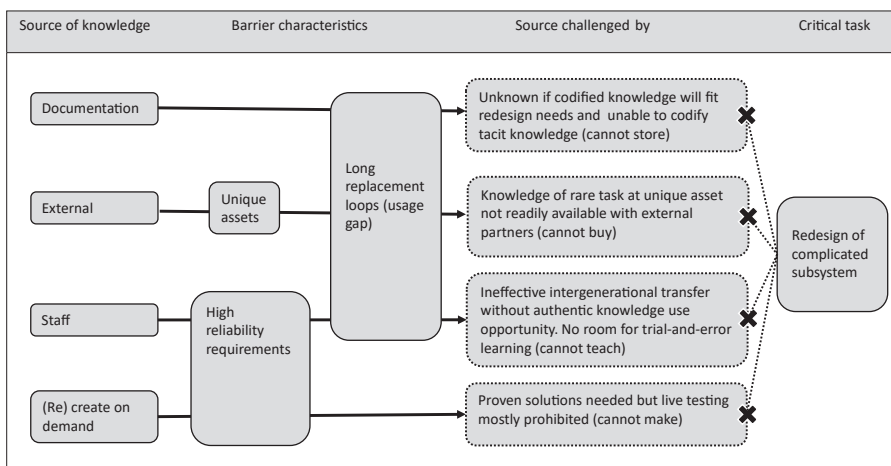 Source of knowledge
Barrier characteristics
Source challenged by
Critical task
Documentation
Unknown if codified knowledge will fit
redesign needs and unable to codify
tacit knowledge (cannot store)
Long
replacement
loops (usage
gap)
External
Unique
assets
Knowledge of rare task at unique asset
not readily available with external
partners (cannot buy)
Redesign of
complicated
subsystem
Staff
High
reliability
requirements
Ineffective intergenerational transfer
without authentic knowledge use
opportunity. No room for trial-and-error
learning (cannot teach)
(Re) create on
demand
Proven solutions needed but live testing
mostly prohibited (cannot make)